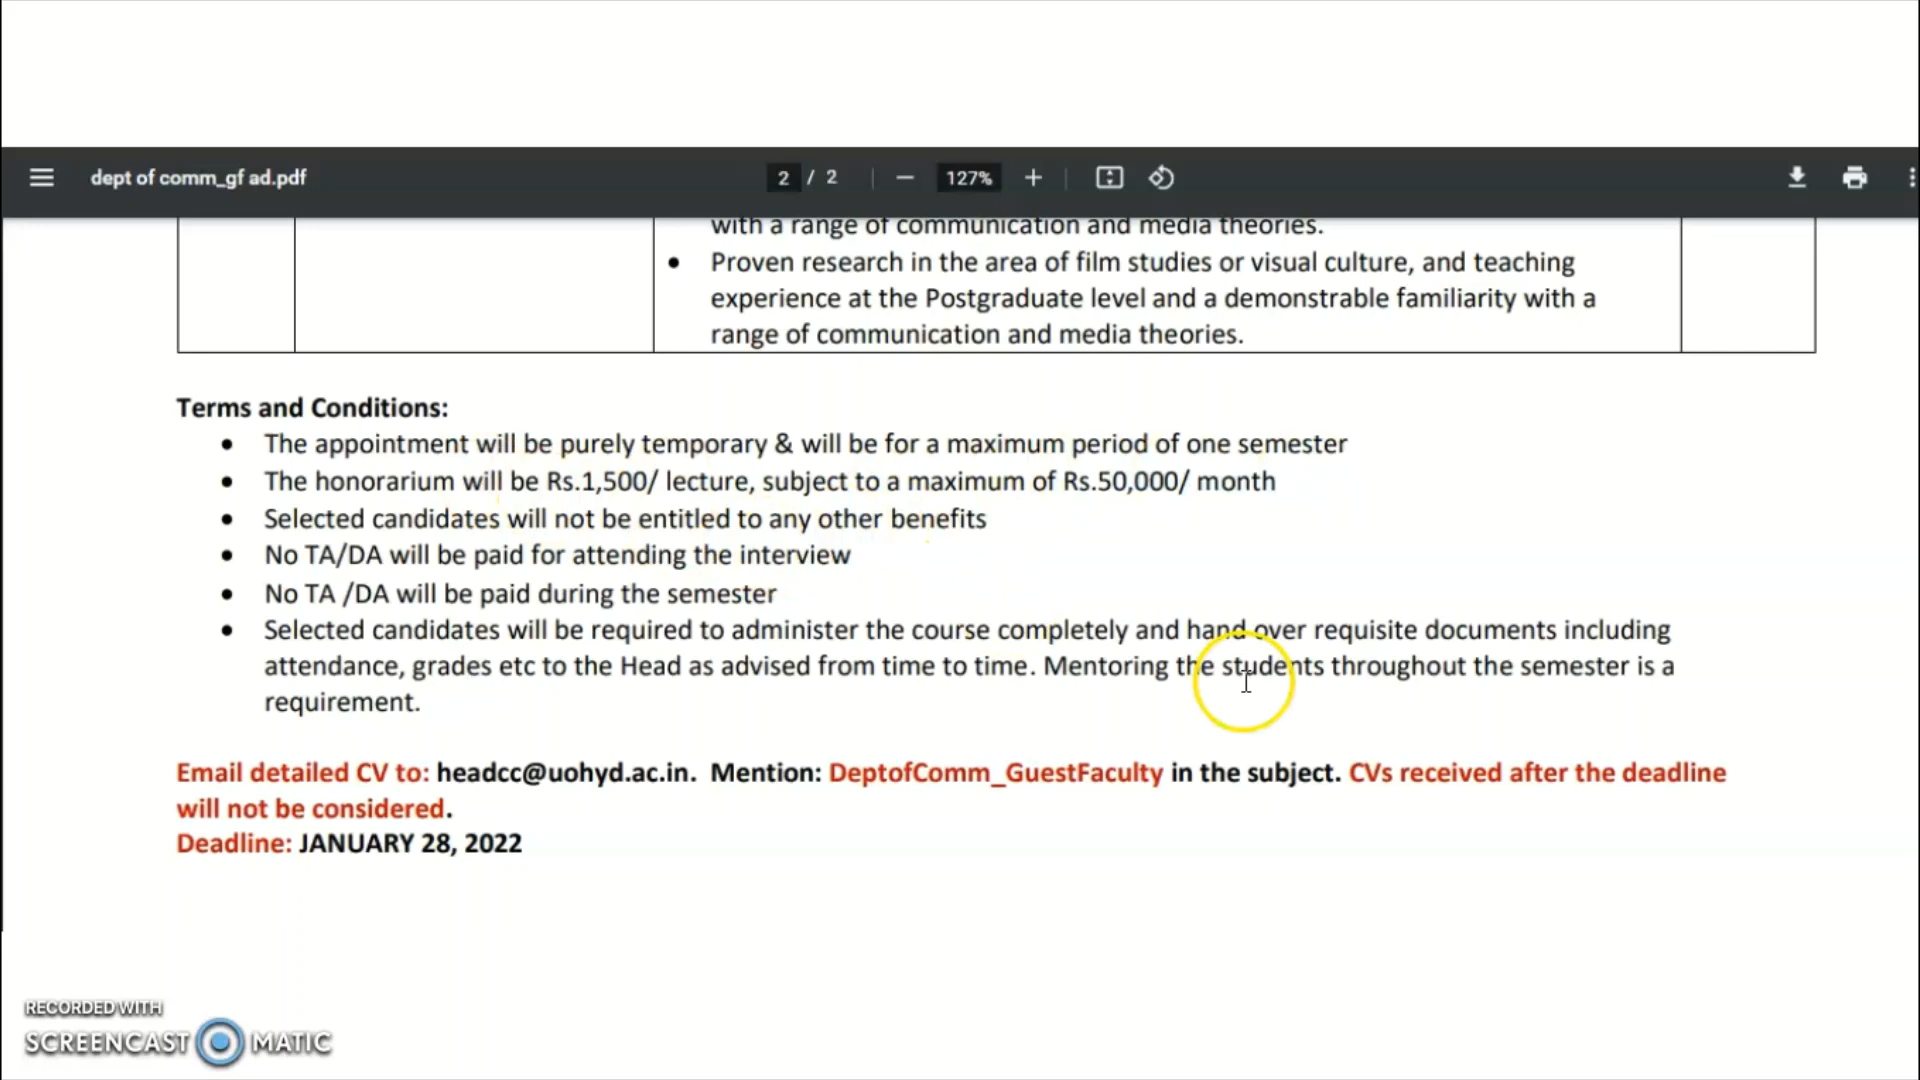 dept of comm_gf ad.pdf
2 / 2
127%
with a range of communication and media theories.
• Proven research in the area of film studies or visual culture, and teaching
experience at the Postgraduate level and a demonstrable familiarity with a
range of communication and media theories.
Terms and Conditions:
• The appointment will be purely temporary & will be for a maximum period of one semester
• The honorarium will be Rs.1,500/ lecture, subject to a maximum of Rs.50,000/ month
• Selected candidates will not be entitled to any other benefits
• No TA/DA will be paid for attending the interview
• No TA /DA will be paid during the semester
• Selected candidates will be required to administer the course completely and hand over requisite documents including
attendance, grades etc to the Head as advised from time to time. Mentoring the students throughout the semester is a
requirement.
Email detailed CV to: headcc@uohyd.ac.in. Mention: DeptofComm_GuestFaculty in the subject. CVs received after the deadline
will not be considered.
Deadline: JANUARY 28, 2022
RECORDED WITH
SCREENCAST MATIC